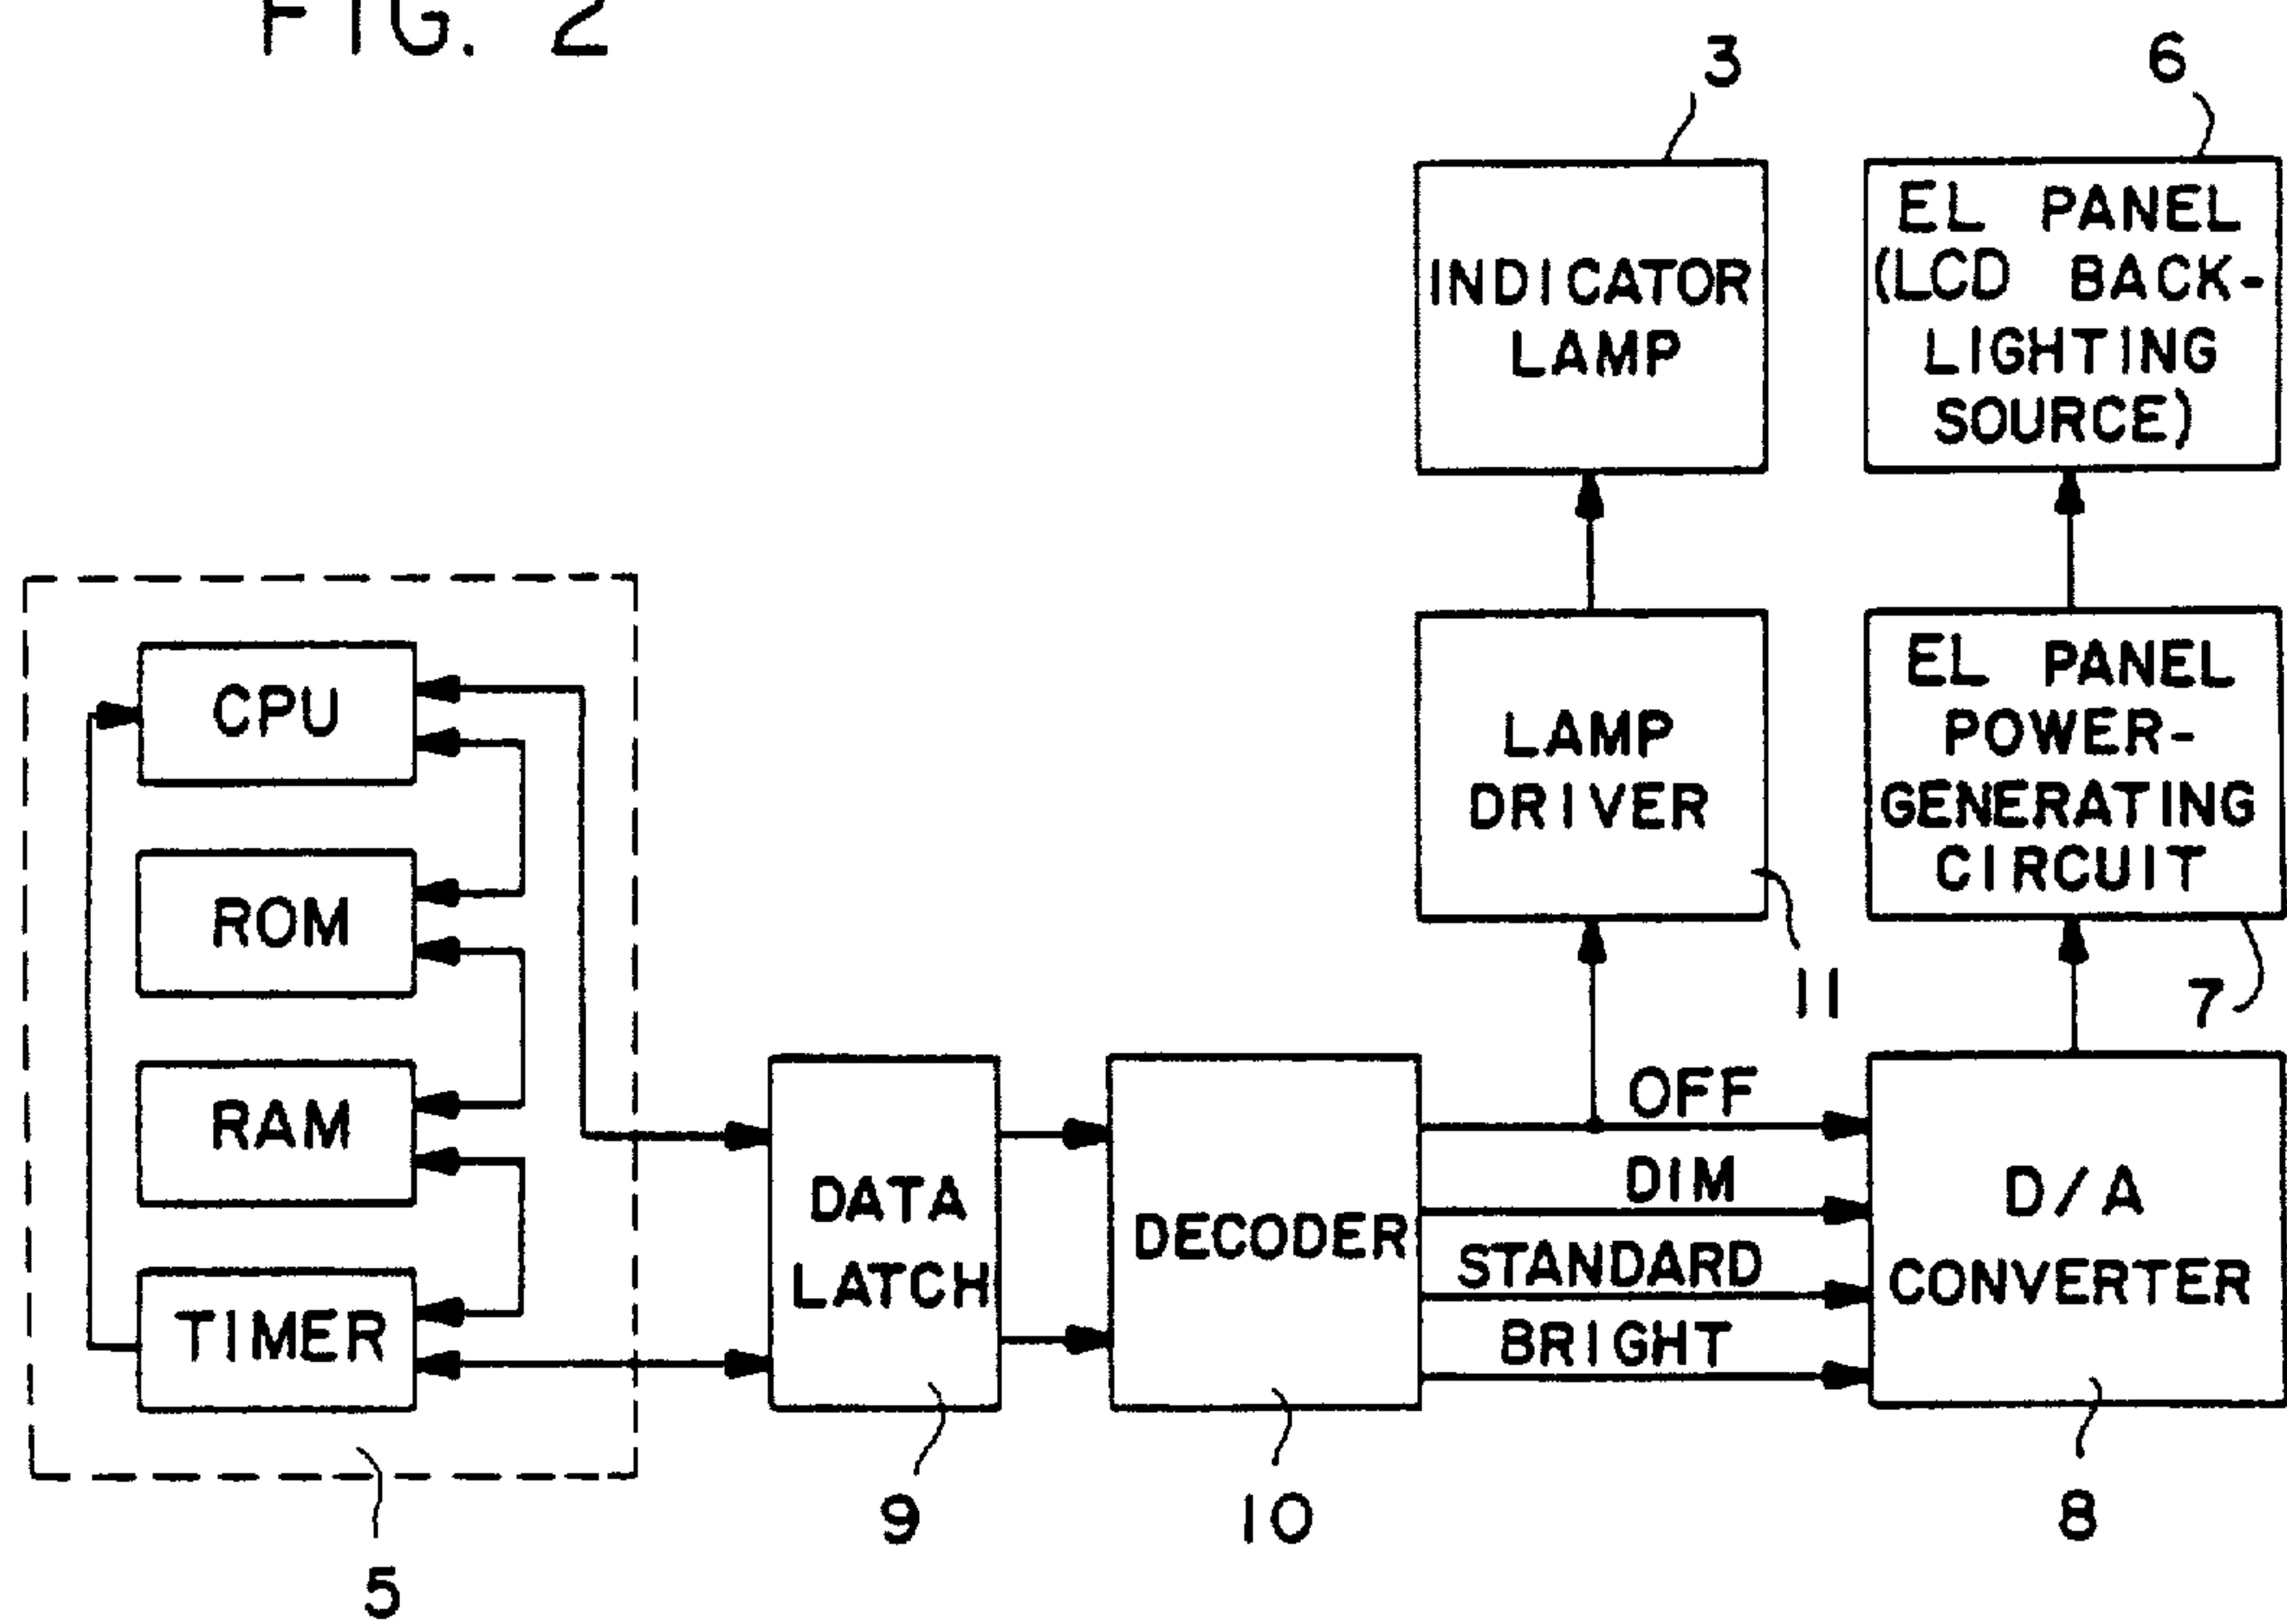 FIG. 2
3
6
INDICATOR
LAMP
EL PANEL
(LCD BACK-
LIGHTING
SOURCE)
CPU
ROM
RAM
TIMER
5
LAMP
DRIVER
11
EL PANEL
POWER-
GENERATING
CIRCUIT
7
DATA
LATCH
9
DECODER
10
OFF
DIM
STANDARD
BRIGHT
D/A
CONVERTER
8